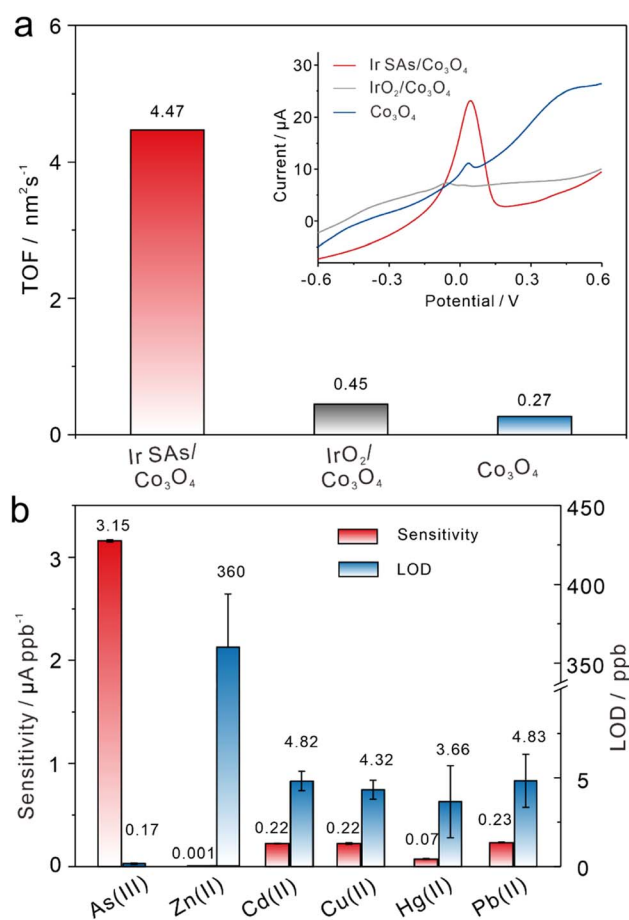 a
6
4
2
0
TOF / nm²s⁻¹
4.47
0.45
0.27
Ir SAs/
Co₃O₄
IrO₂/
Co₃O₄
Co₃O₄
30
20
10
0
Current / μA
Ir SAs/Co₃O₄
IrO₂/Co₃O₄
Co₃O₄
-0.6
-0.3
0.0
0.3
0.6
Potential / V
b
3
2
1
0
Sensitivity / μA ppb⁻¹
Sensitivity
LOD
3.15
0.17
0.001
360
0.22
4.82
0.22
4.32
0.07
3.66
0.23
4.83
450
400
350
5
0
LOD / ppb
As(III)
Zn(II)
Cd(II)
Cu(II)
Hg(II)
Pb(II)